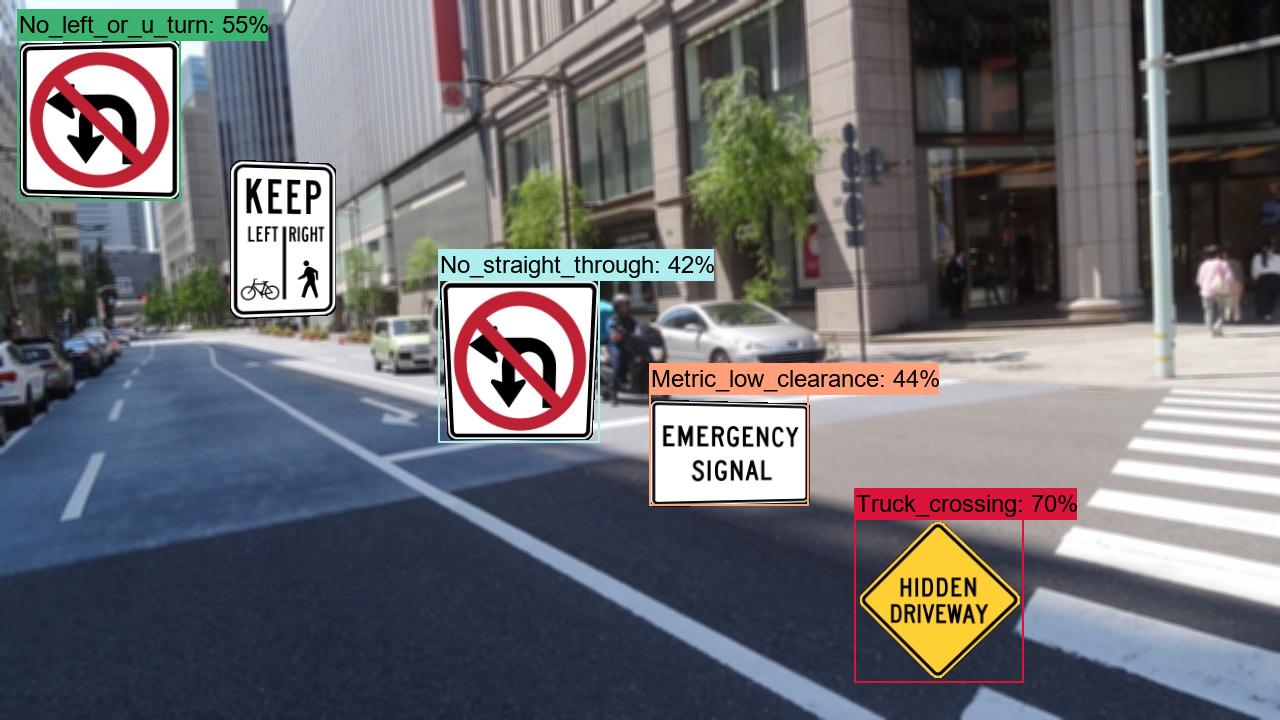 No_left_or_u_turn: 55%
KEEP
LEFT RIGHT
No_straight_through: 42%
Metric_low_clearance: 44%
EMERGENCY
SIGNAL
Truck_crossing: 70%
HIDDEN
DRIVEWAY